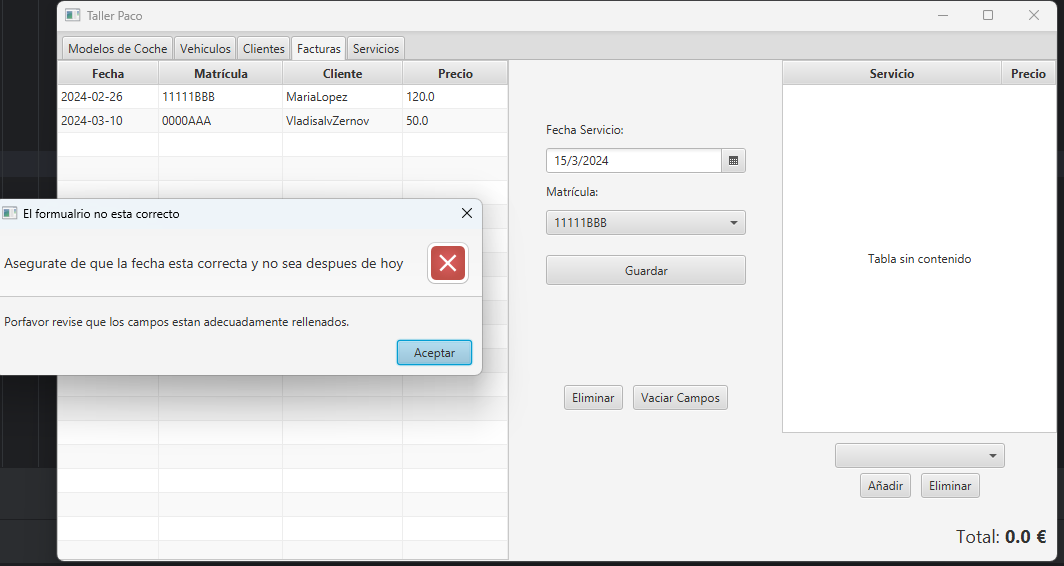 Taller Paco
Modelos de Coche Vehiculos Clientes Facturas Servicios
Fecha Matrícula Cliente Precio
2024-02-26 11111BBB MariaLopez 120.0
2024-03-10 0000AAA VladisalvZernov 50.0
El formualrio no esta correcto
Asegurate de que la fecha esta correcta y no sea despues de hoy
Porfavor revise que los campos estan adecuadamente rellenados.
Aceptar
Fecha Servicio:
15/3/2024
Matrícula:
11111BBB
Guardar
Eliminar Vaciar Campos
Servicio Precio
Tabla sin contenido
Añadir Eliminar
Total: 0.0 €